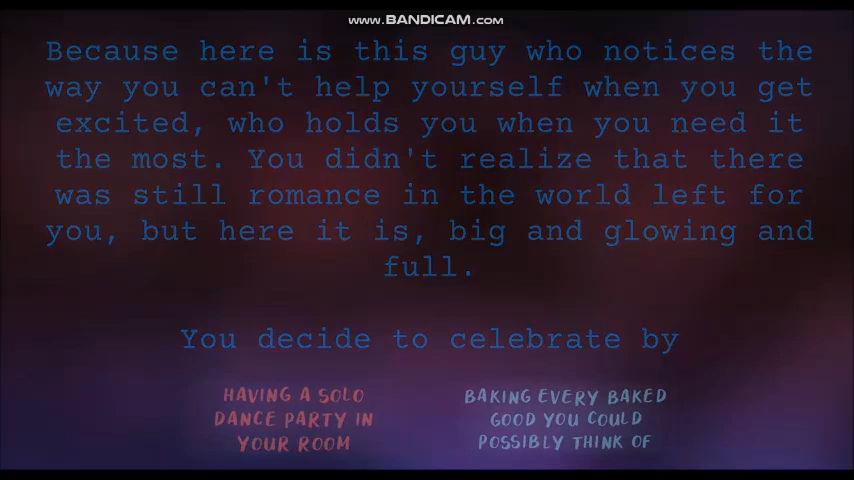 www.BANDICAM.com
Because here is this guy who notices the
way you can't help yourself when you get
excited, who holds you when you need it
the most. You didn't realize that there
was still romance in the world left for
you, but here it is, big and glowing and
full.
You decide to celebrate by
HAVING A SOLO
DANCE PARTY IN
YOUR ROOM
BAKING EVERY BAKED
GOOD YOU COULD
POSSIBLY THINK OF